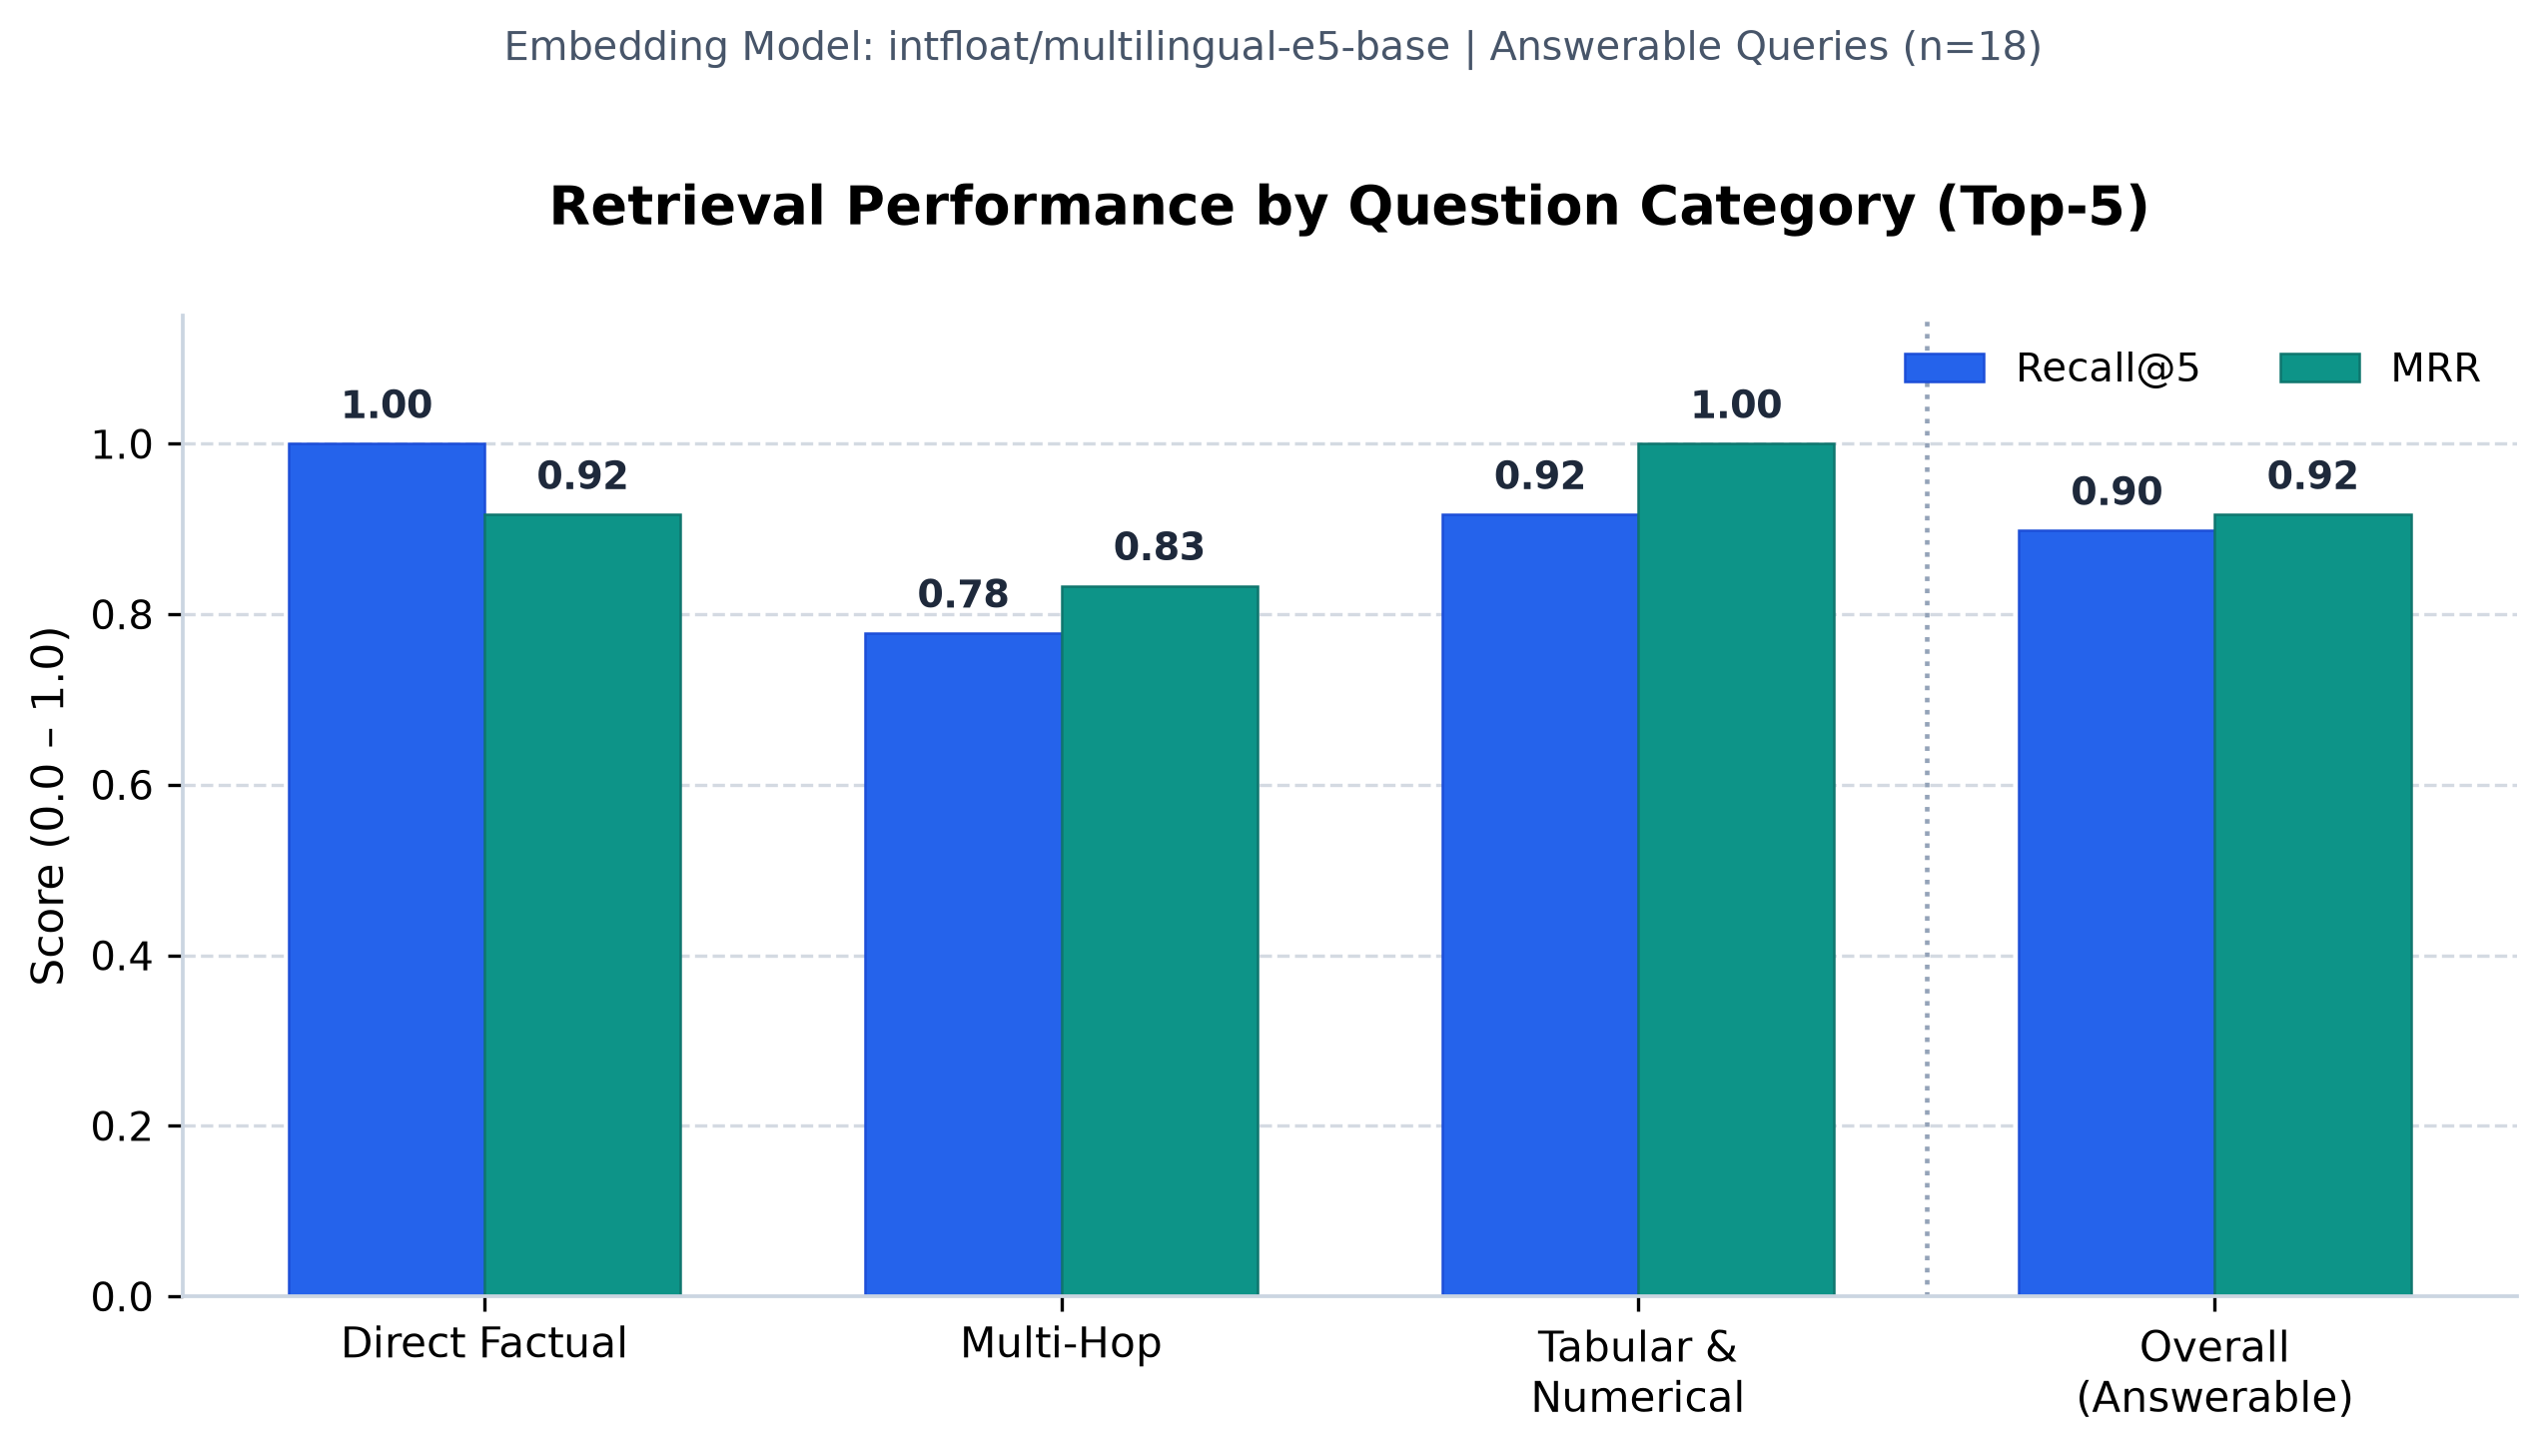 Embedding Model: intfloat/multilingual-e5-base | Answerable Queries (n=18)
Retrieval Performance by Question Category (Top-5)
Recall@5 MRR
1.00 0.92 0.78 0.83 0.92 1.00 0.90 0.92
Score (0.0 – 1.0)
1.0
0.8
0.6
0.4
0.2
0.0
Direct Factual
Multi-Hop
Tabular &
Numerical
Overall
(Answerable)